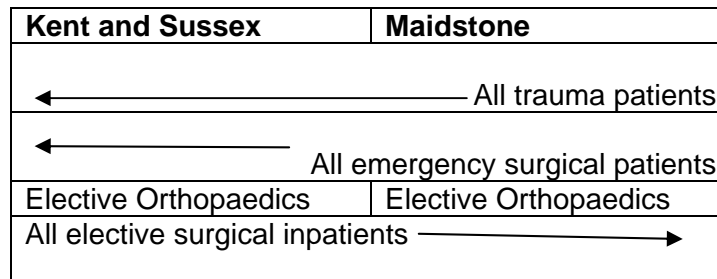 Kent and Sussex Maidstone
All trauma patients
All emergency surgical patients
Elective Orthopaedics Elective Orthopaedics
All elective surgical inpatients